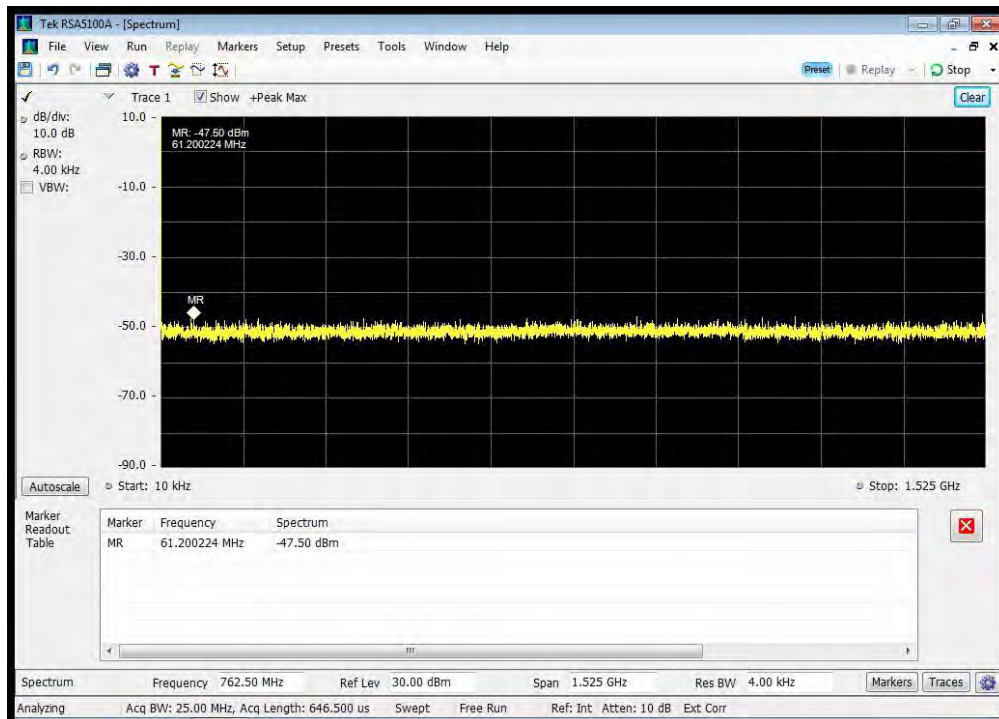 Tek RSA5100A - [Spectrum]
File View Run Replay Markers Setup Presets Tools Window Help
Preset Replay Stop
Trace 1 Show +Peak Max Clear
dB/div:
10.0 dB
RBW:
4.00 kHz
VBW:
10.0
-10.0
-30.0
-50.0
-70.0
-90.0
MR: -47.50 dBm
61.200224 MHz
MR
Autoscale Start: 10 kHz Stop: 1.525 GHz
Marker
Readout
Table
Marker Frequency Spectrum
MR 61.200224 MHz -47.50 dBm
Spectrum Frequency 762.50 MHz Ref Lev 30.00 dBm Span 1.525 GHz Res BW 4.00 kHz Markers Traces
Analyzing Acq BW: 25.00 MHz, Acq Length: 646.500 us Swept Free Run Ref: Int Atten: 10 dB Ext Corr